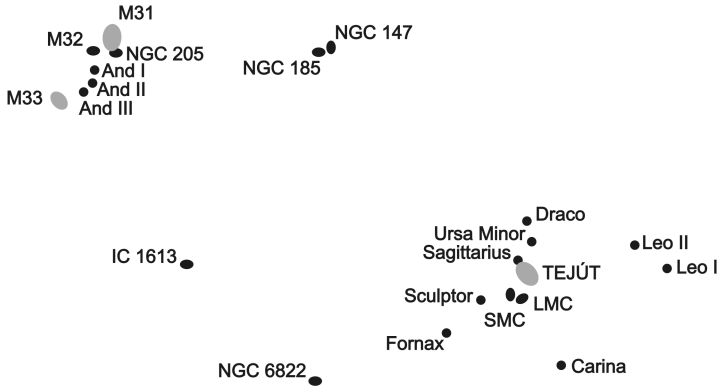 M31
M32
NGC 205
NGC 147
NGC 185
And I
And II
M33
And III
Draco
Ursa Minor
Leo II
Sagittarius
IC 1613
Leo I
TEJÚT
Sculptor
LMC
SMC
Fornax
NGC 6822
Carina